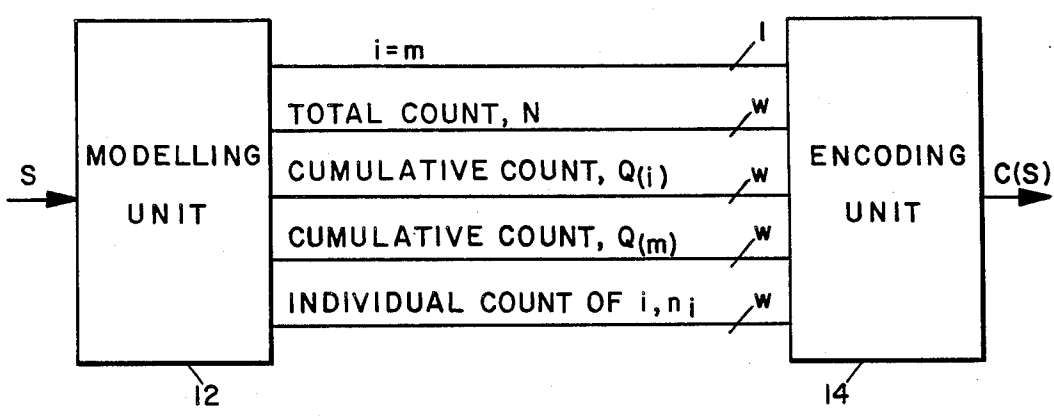 i=m
1
TOTAL COUNT, N
w
MODELLING
UNIT
ENCODING
UNIT
S
CUMULATIVE COUNT, Q(i)
w
C(S)
CUMULATIVE COUNT, Q(m)
w
INDIVIDUAL COUNT OF i, ni
w
12
14